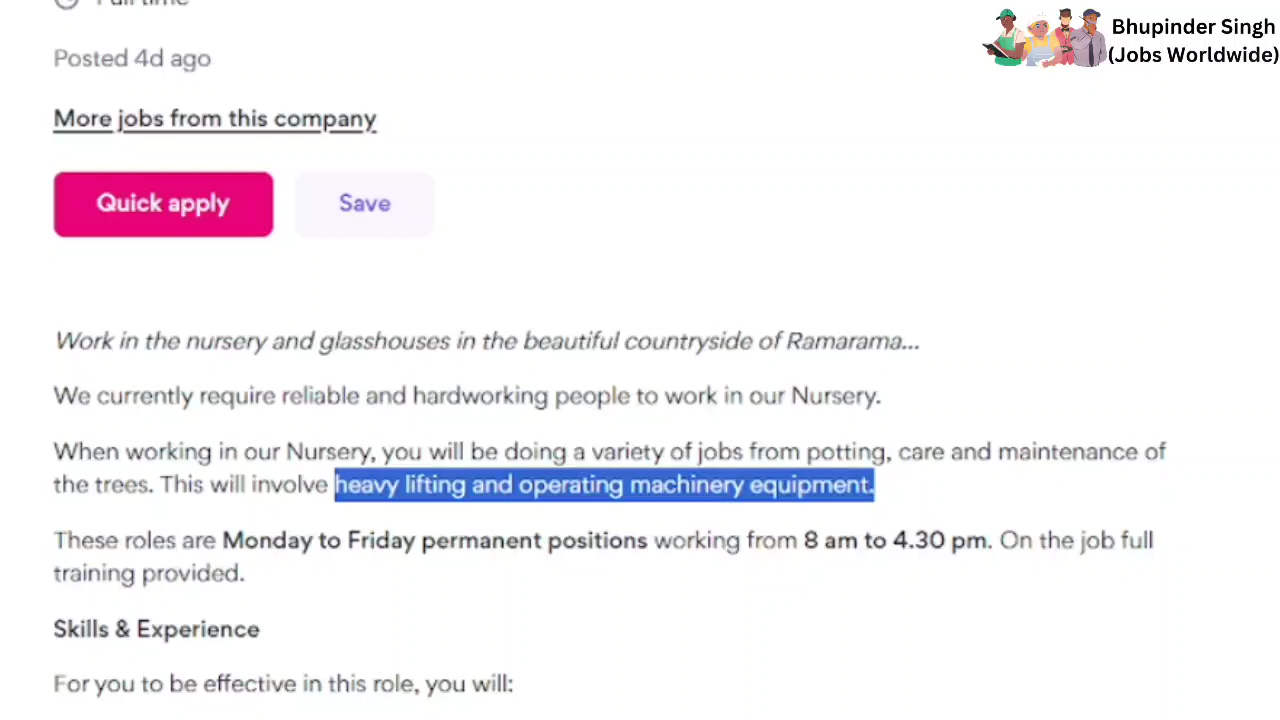 Full time
Bhupinder Singh
(Jobs Worldwide)
Posted 4d ago
More jobs from this company
Quick apply
Save
Work in the nursery and glasshouses in the beautiful countryside of Ramarama...
We currently require reliable and hardworking people to work in our Nursery.
When working in our Nursery, you will be doing a variety of jobs from potting, care and maintenance of
the trees. This will involve heavy lifting and operating machinery equipment.
These roles are Monday to Friday permanent positions working from 8 am to 4.30 pm. On the job full
training provided.
Skills & Experience
For you to be effective in this role, you will: